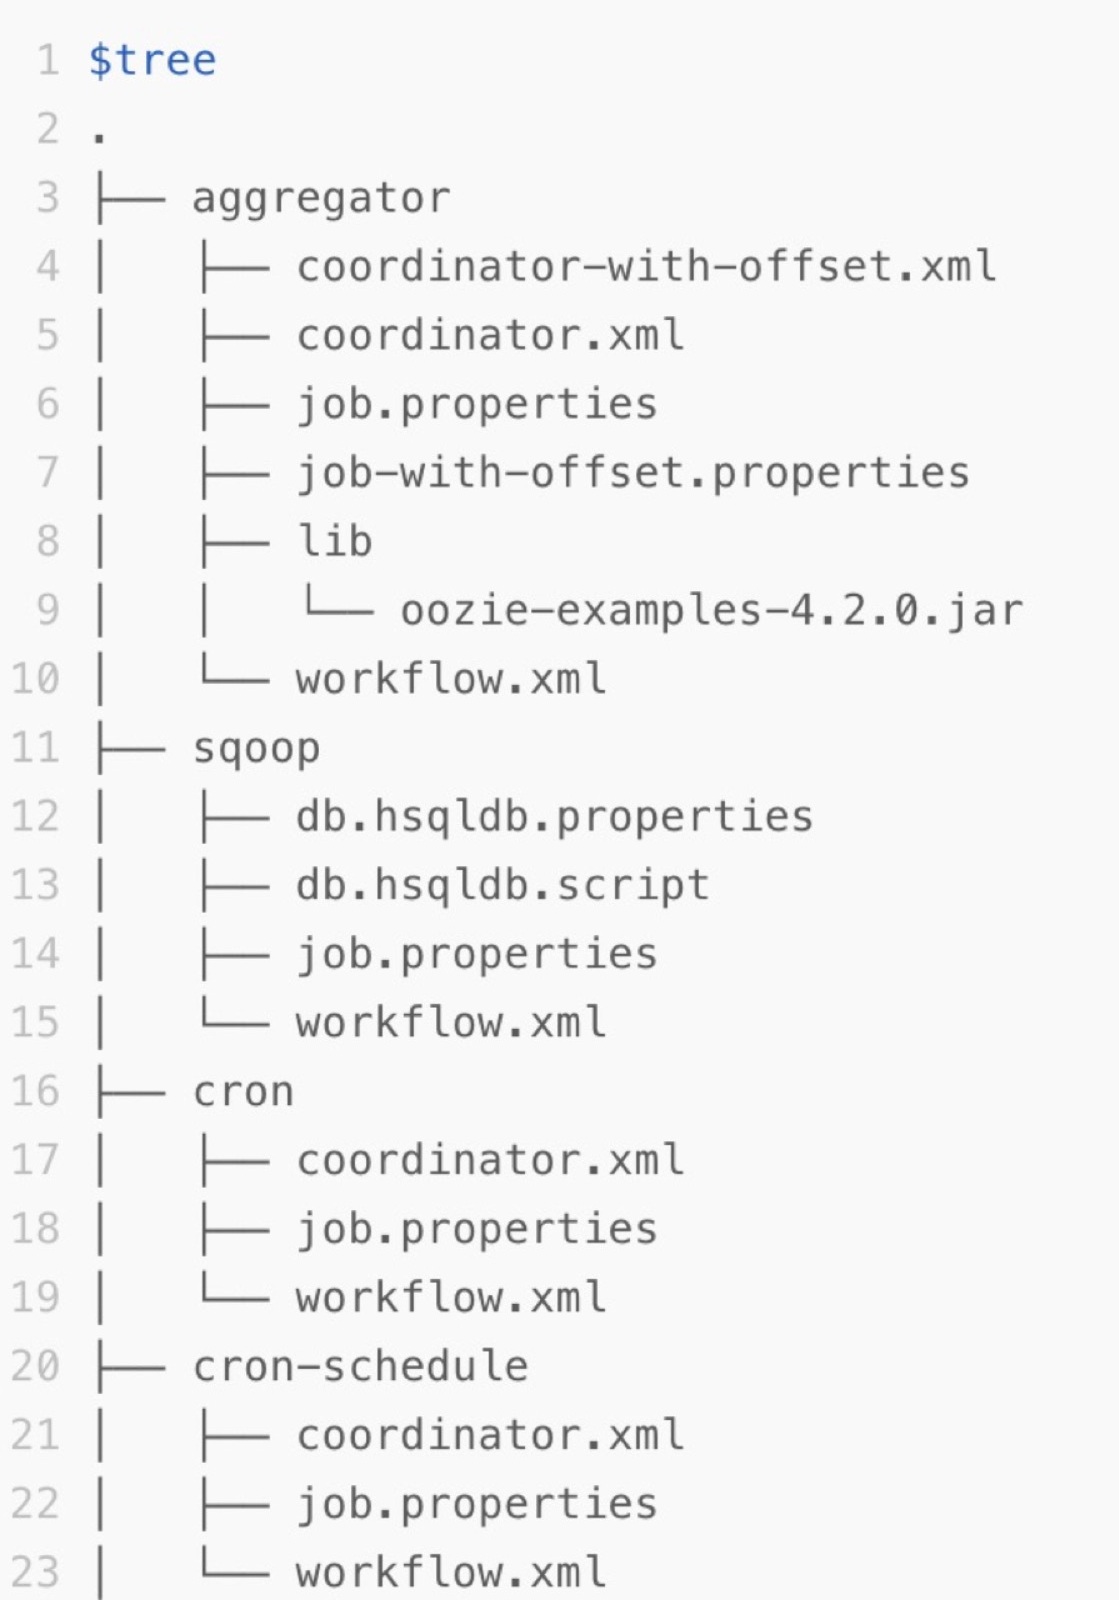 1 $tree
2 .
3 ├── aggregator
4 │   ├── coordinator-with-offset.xml
5 │   ├── coordinator.xml
6 │   ├── job.properties
7 │   ├── job-with-offset.properties
8 │   ├── lib
9 │   │   └── oozie-examples-4.2.0.jar
10 │   └── workflow.xml
11 ├── sqoop
12 │   ├── db.hsqldb.properties
13 │   ├── db.hsqldb.script
14 │   ├── job.properties
15 │   └── workflow.xml
16 ├── cron
17 │   ├── coordinator.xml
18 │   ├── job.properties
19 │   └── workflow.xml
20 ├── cron-schedule
21 │   ├── coordinator.xml
22 │   ├── job.properties
23 │   └── workflow.xml